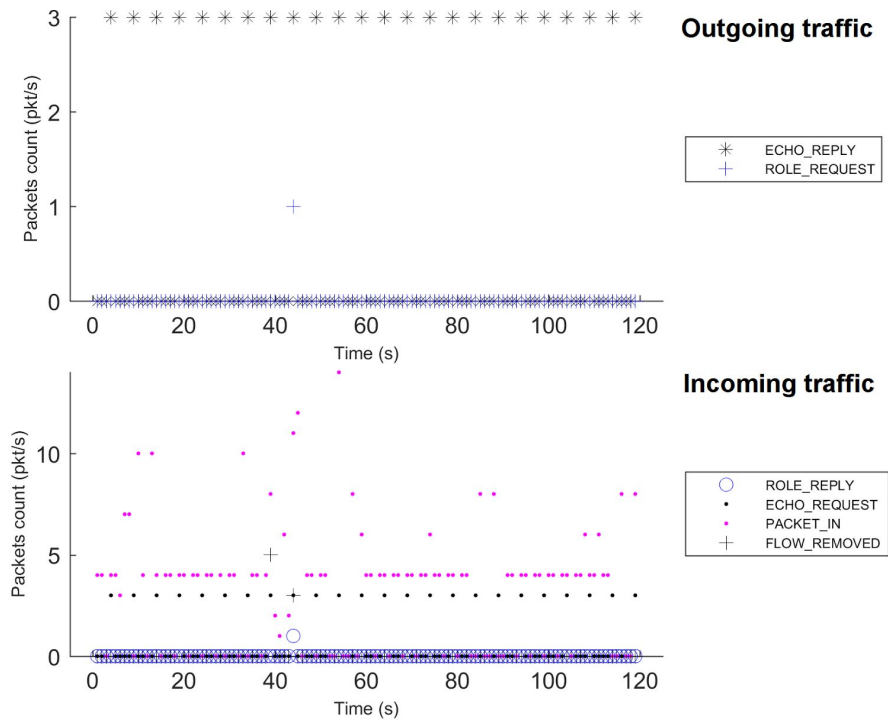 Outgoing traffic
Packets count (pkt/s)
3
2
1
0
0 20 40 60 80 100 120
Time (s)
ECHO_REPLY
ROLE_REQUEST
Incoming traffic
Packets count (pkt/s)
10
5
0
0 20 40 60 80 100 120
Time (s)
ROLE_REPLY
ECHO_REQUEST
PACKET_IN
FLOW_REMOVED